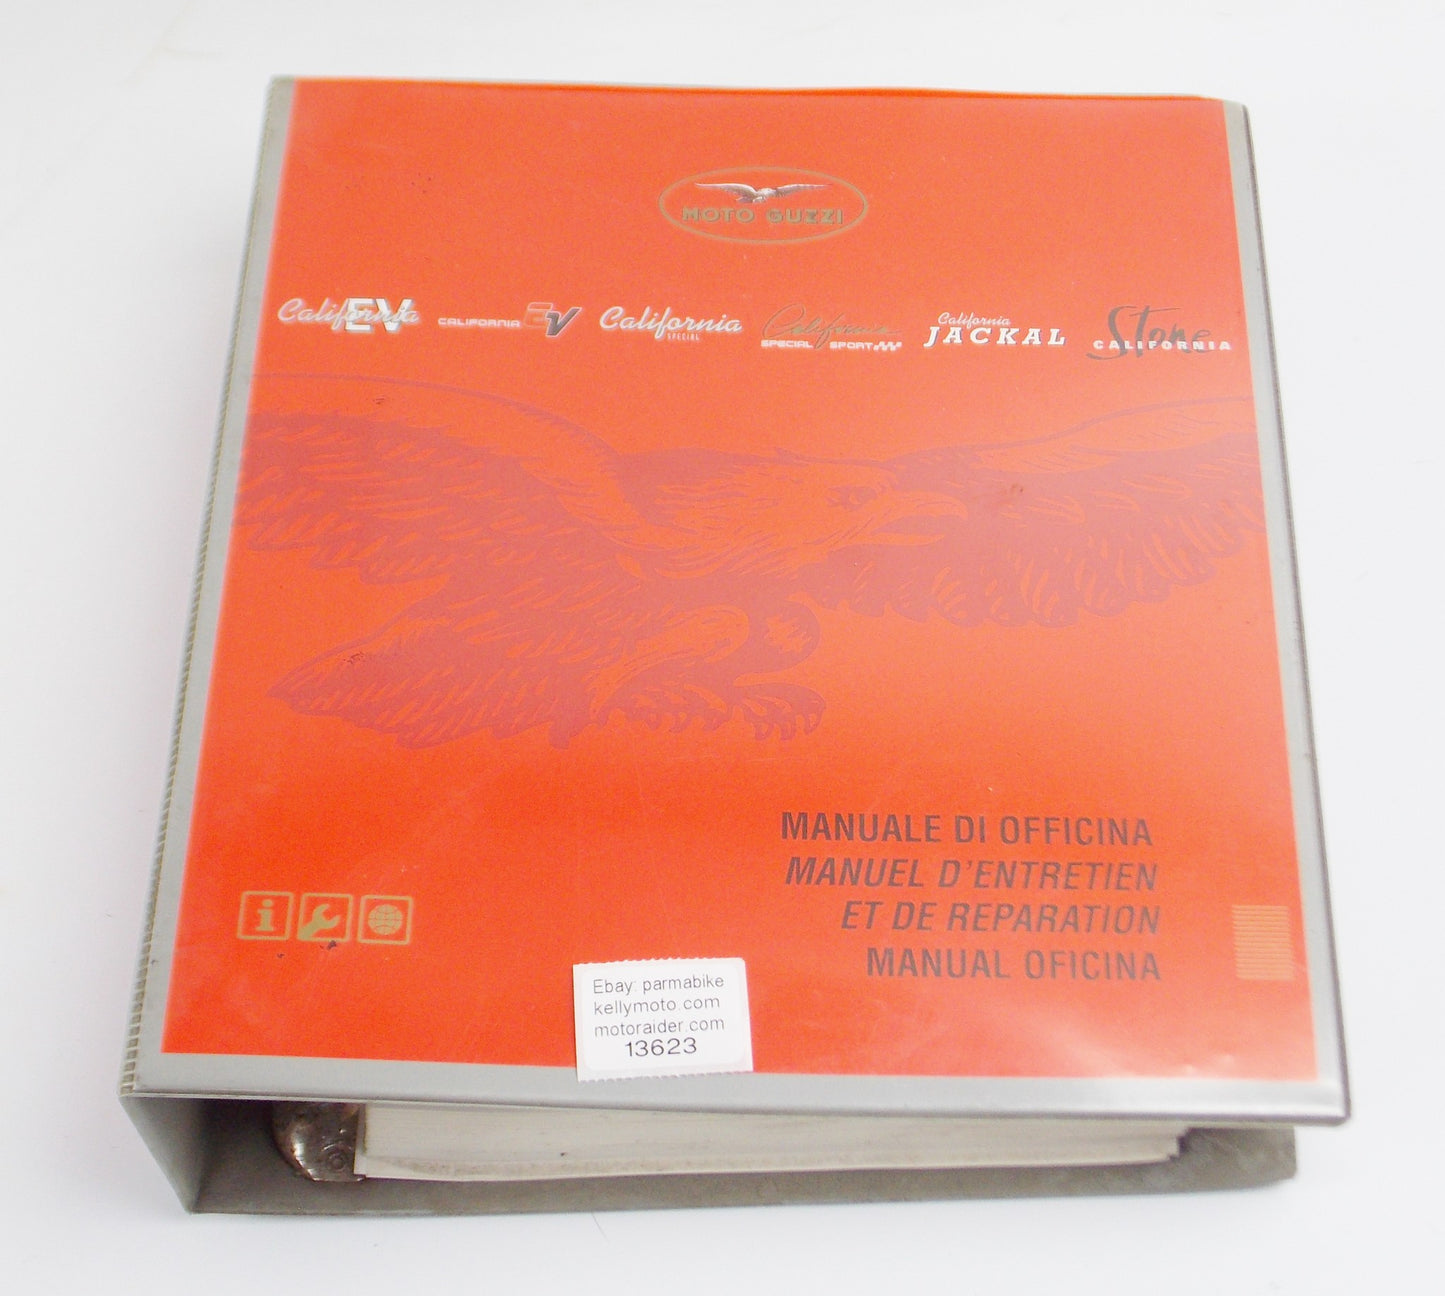 MOTO GUZZI
California EV
CALIFORNIA EV
California
SPECIAL
California
SPECIAL SPORT
California
JACKAL
Stone
CALIFORNIA
MANUALE DI OFFICINA
MANUEL D'ENTRETIEN
ET DE REPARATION
MANUAL OFICINA
i
Ebay: parmabike
kellymoto.com
motoraider.com
13623